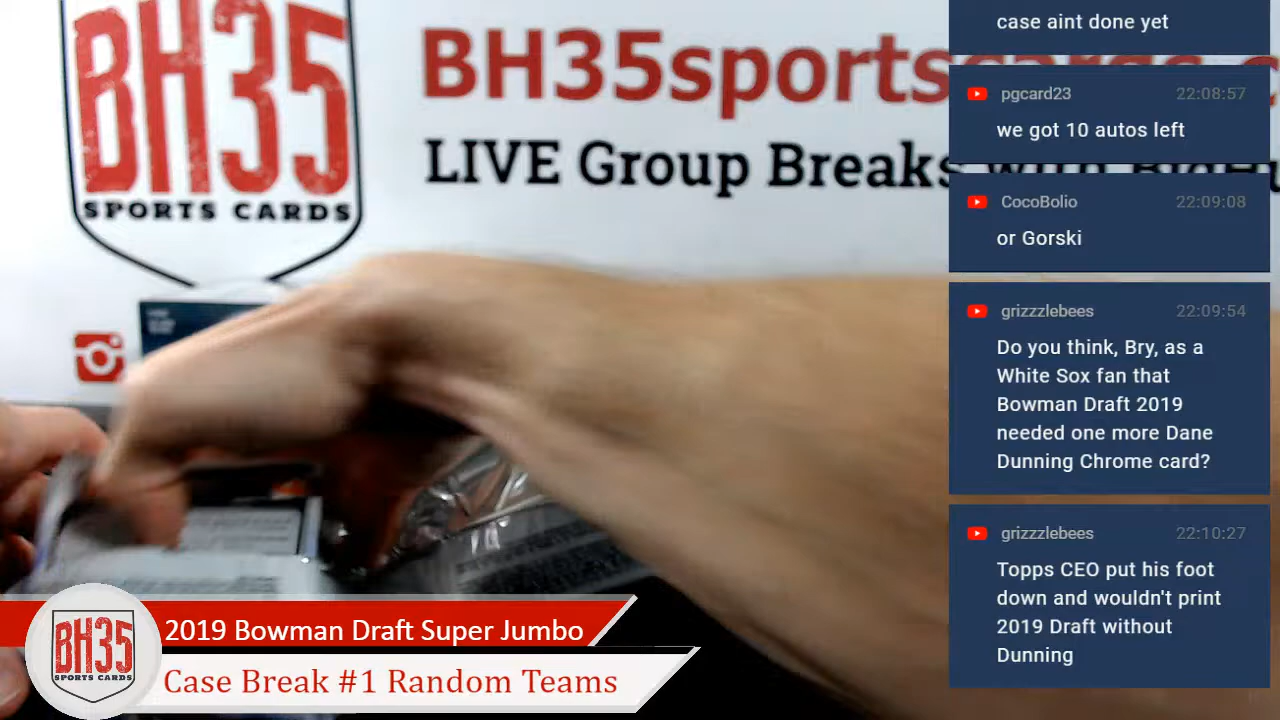 BH35
SPORTS CARDS
BH35sportscards.c
LIVE Group Breaks with
case aint done yet
pgcard23 22:08:57
we got 10 autos left
CocoBolio 22:09:08
or Gorski
grizzzlebees 22:09:54
Do you think, Bry, as a
White Sox fan that
Bowman Draft 2019
needed one more Dane
Dunning Chrome card?
grizzzlebees 22:10:27
Topps CEO put his foot
down and wouldn't print
2019 Draft without
Dunning
BH35
SPORTS CARDS
2019 Bowman Draft Super Jumbo
Case Break #1 Random Teams